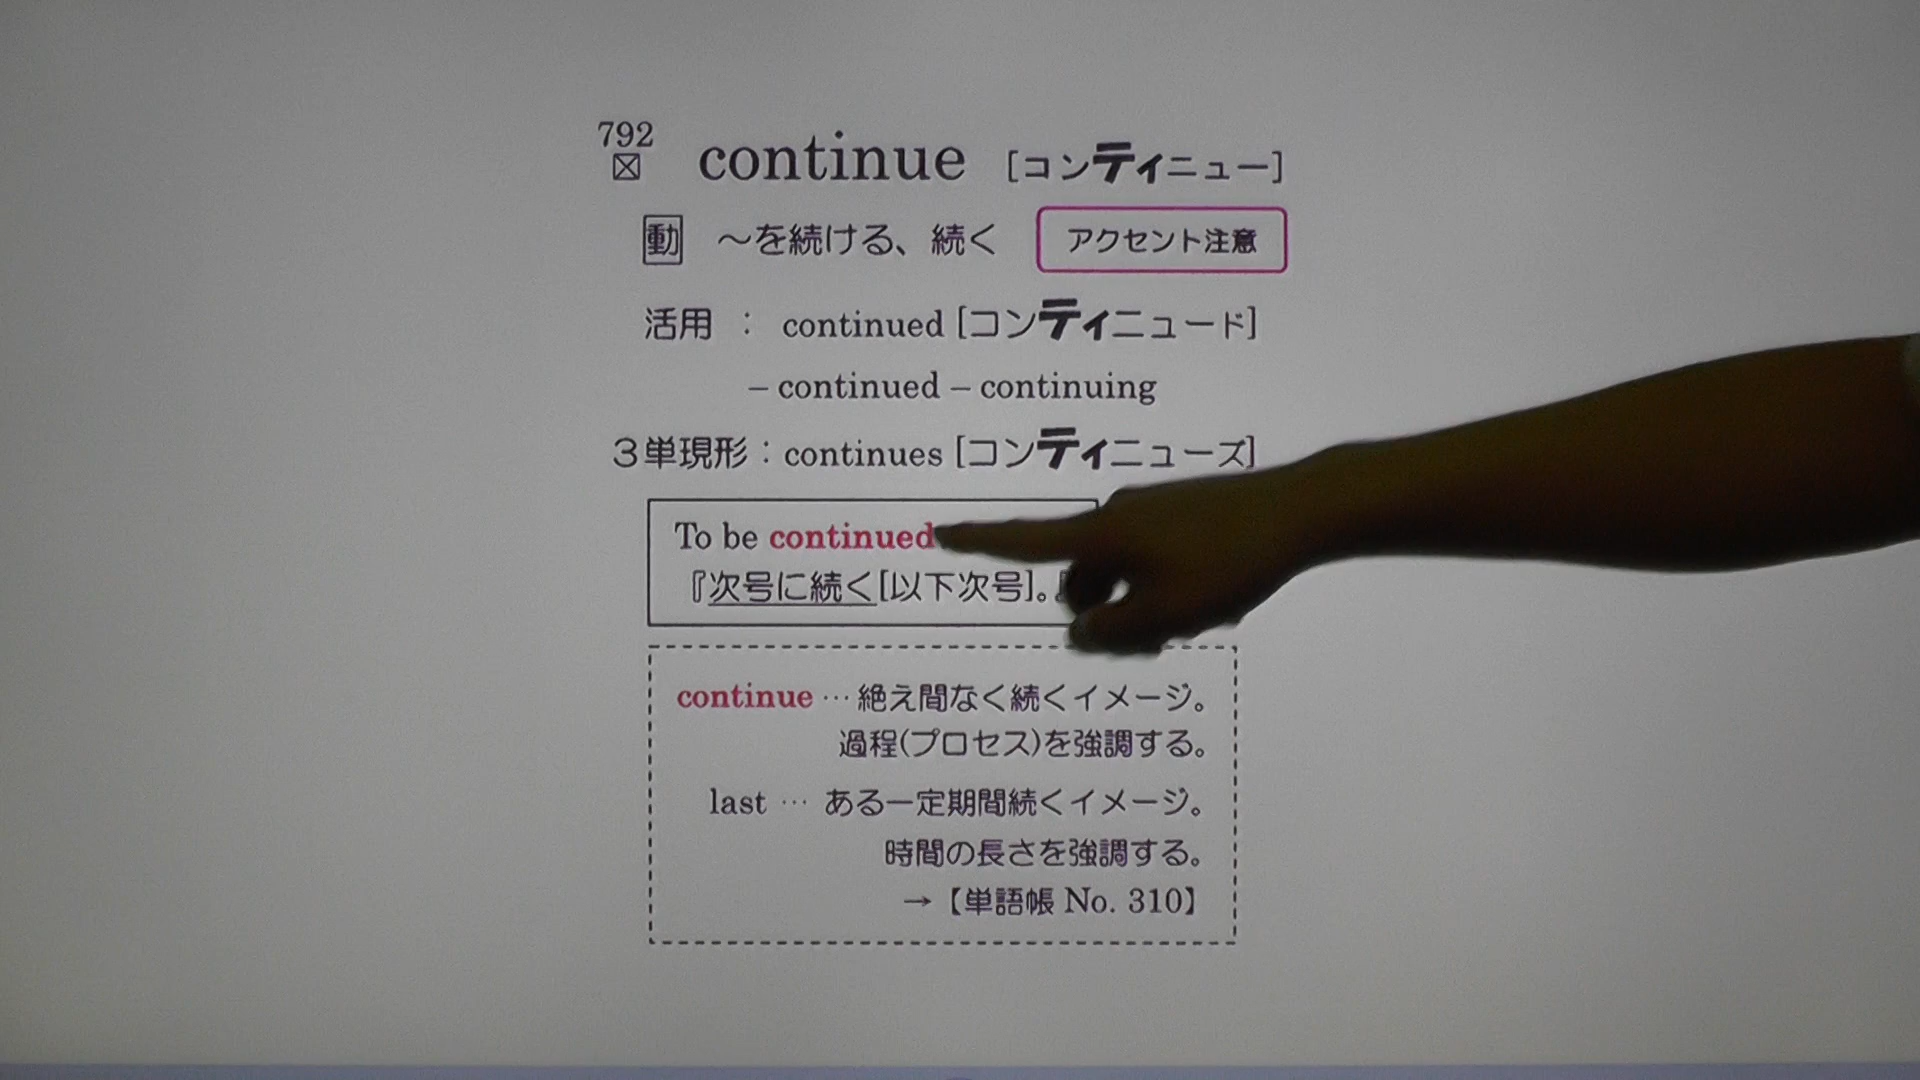 792
continue [コンティニュー]
動 〜を続ける、続く アクセント注意
活用 : continued [コンティニュード]
– continued – continuing
3単現形 : continues [コンティニューズ]
To be continued
『次号に続く[以下次号]。』
continue … 絶え間なく続くイメージ。
過程(プロセス)を強調する。
last … ある一定期間続くイメージ。
時間の長さを強調する。
→【単語帳 No. 310】